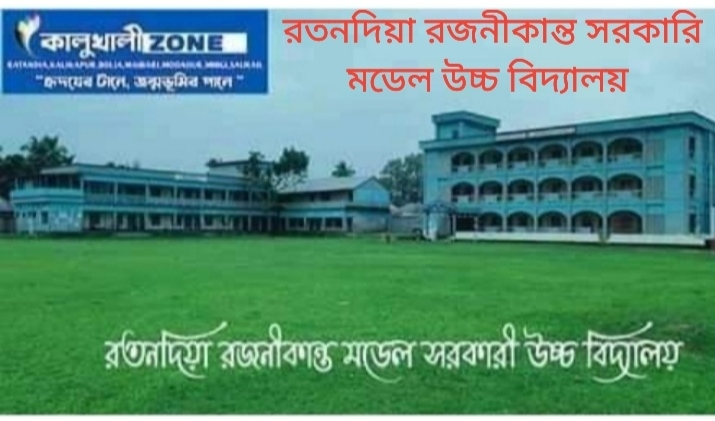 কালুখালী ZONE
"হৃদয়ের টানে, জন্মভূমির পানে"
রতনদিয়া রজনীকান্ত সরকারি
মডেল উচ্চ বিদ্যালয়
রতনদিয়া রজনীকান্ত মডেল সরকারী উচ্চ বিদ্যালয়